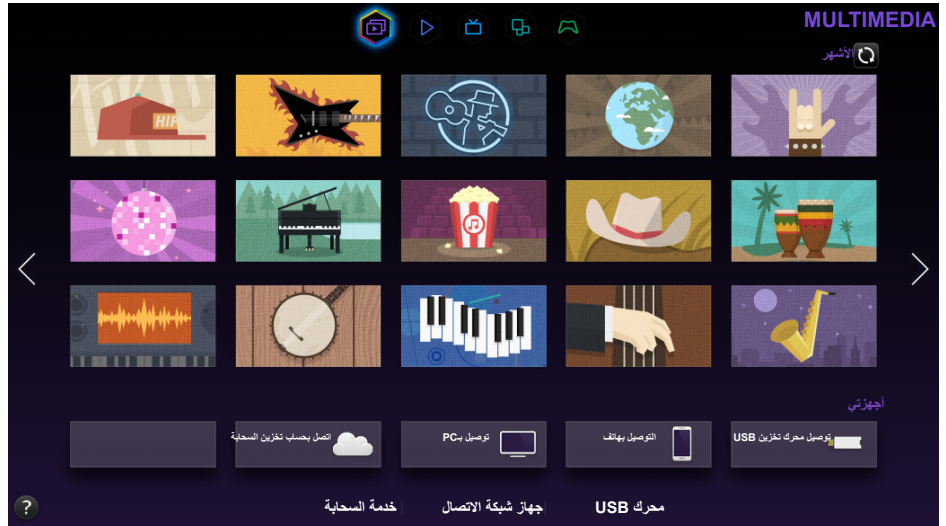 MULTIMEDIA
الأشهر
HIP
أجهزتي
توصيل محرك تخزين USB
التوصيل بهاتف
توصيل بـPC
اتصل بحساب تخزين السحابة
محرك USB
جهاز شبكة الاتصال
خدمة السحابة
?